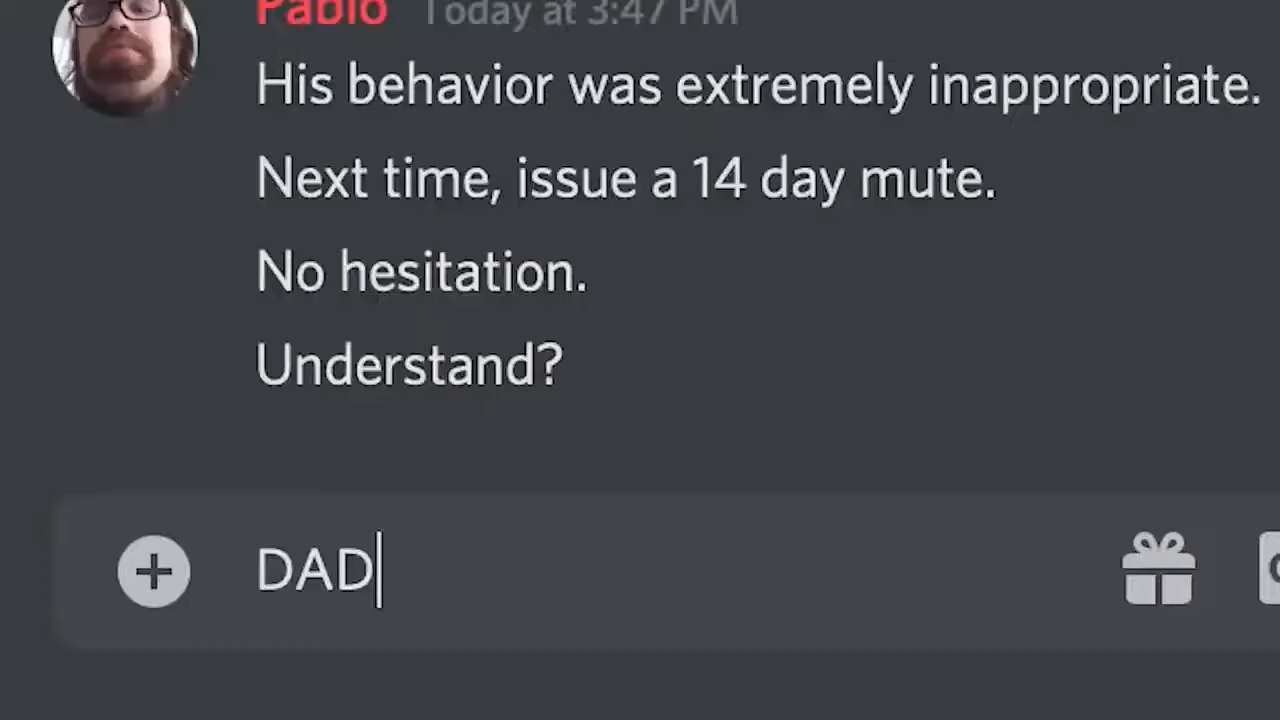 Pablo Today at 3:47 PM
His behavior was extremely inappropriate.
Next time, issue a 14 day mute.
No hesitation.
Understand?
DAD